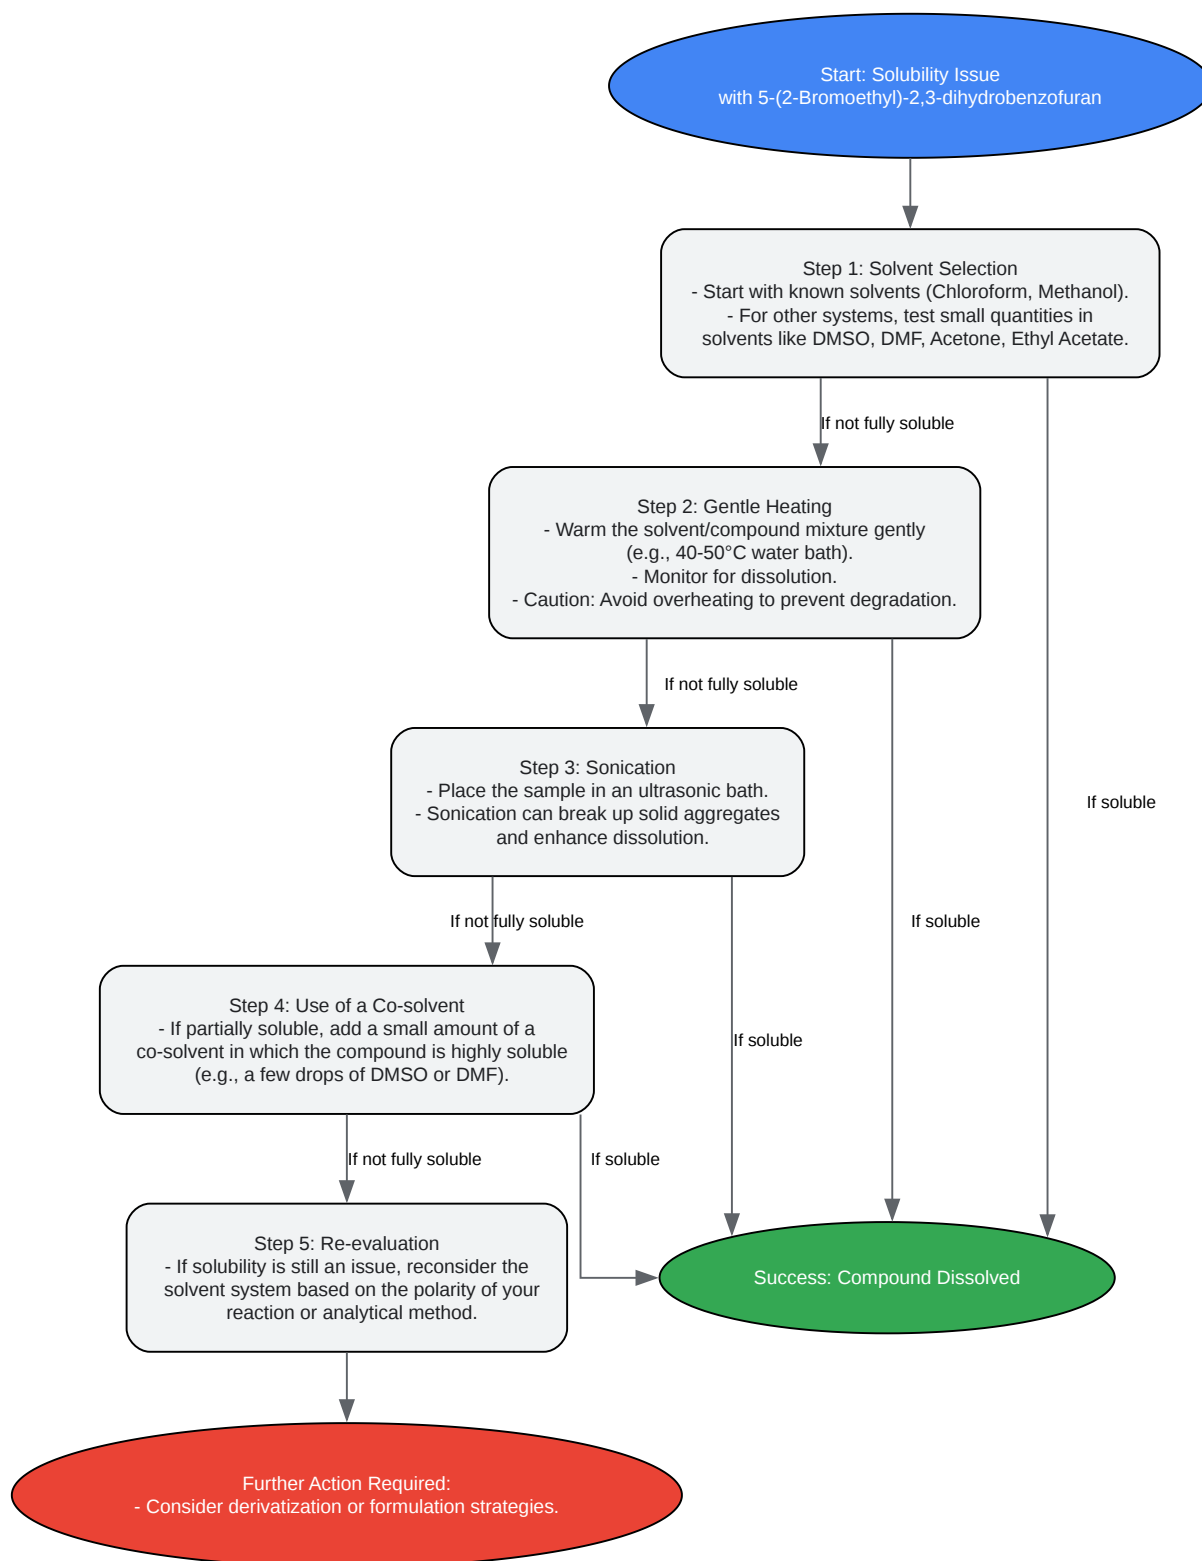 Start: Solubility Issue
with 5-(2-Bromoethyl)-2,3-dihydrobenzofuran
Step 1: Solvent Selection
- Start with known solvents (Chloroform, Methanol).
- For other systems, test small quantities in
solvents like DMSO, DMF, Acetone, Ethyl Acetate.
If not fully soluble
Step 2: Gentle Heating
- Warm the solvent/compound mixture gently
(e.g., 40-50°C water bath).
- Monitor for dissolution.
- Caution: Avoid overheating to prevent degradation.
If not fully soluble
Step 3: Sonication
- Place the sample in an ultrasonic bath.
- Sonication can break up solid aggregates
and enhance dissolution.
If soluble
If not fully soluble
If soluble
Step 4: Use of a Co-solvent
- If partially soluble, add a small amount of a
co-solvent in which the compound is highly soluble
(e.g., a few drops of DMSO or DMF).
If soluble
If not fully soluble
If soluble
Step 5: Re-evaluation
- If solubility is still an issue, reconsider the
solvent system based on the polarity of your
reaction or analytical method.
Success: Compound Dissolved
Further Action Required:
- Consider derivatization or formulation strategies.